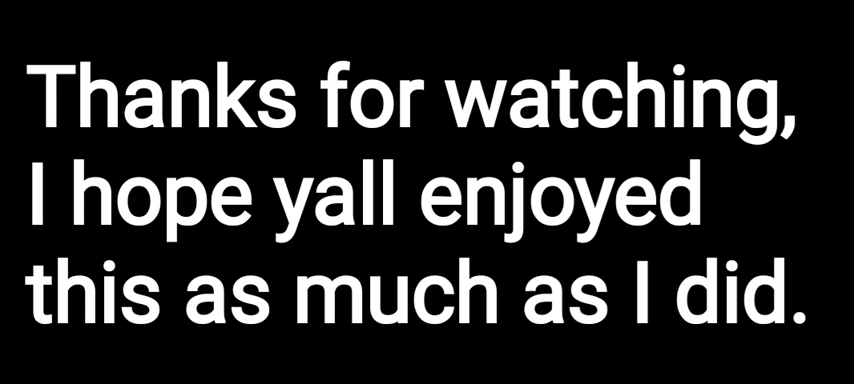 Thanks for watching,
I hope yall enjoyed
this as much as I did.